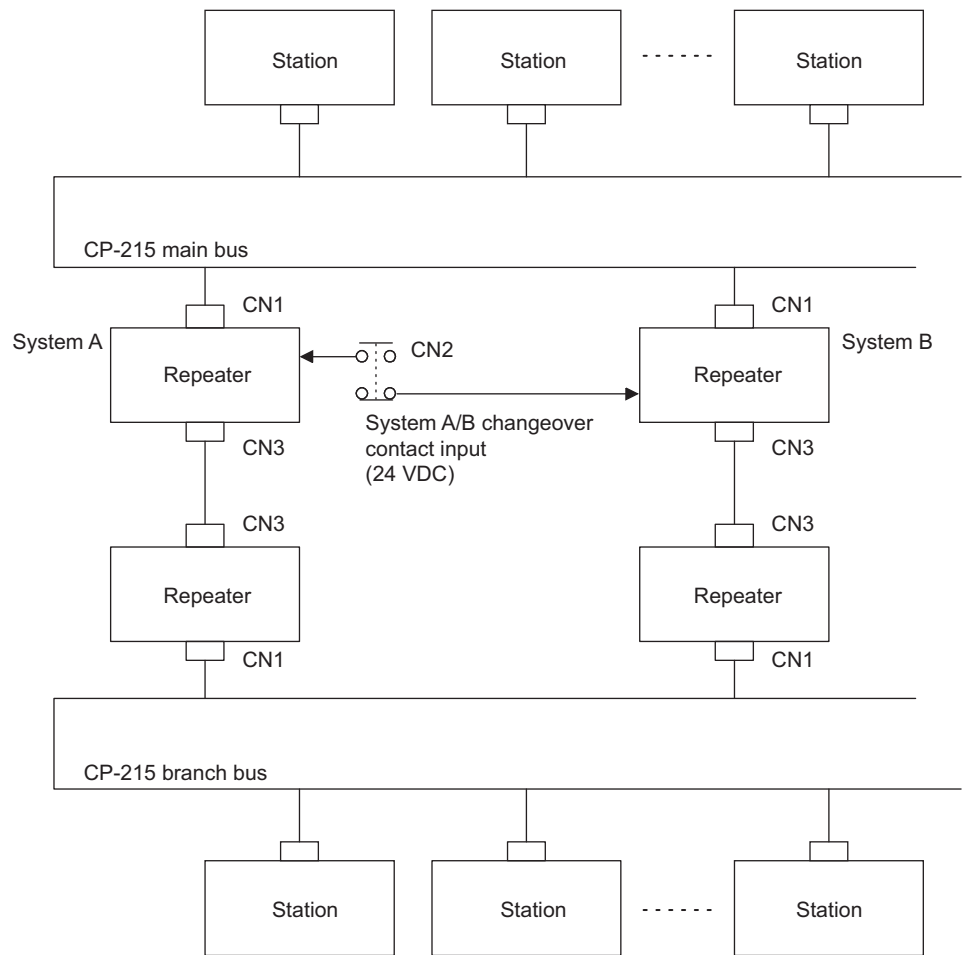 Station
Station
Station
CP-215 main bus
CN1
CN1
System A
Repeater
CN2
Repeater
System B
System A/B changeover
contact input
(24 VDC)
CN3
CN3
CN3
CN3
Repeater
Repeater
CN1
CN1
CP-215 branch bus
Station
Station
Station